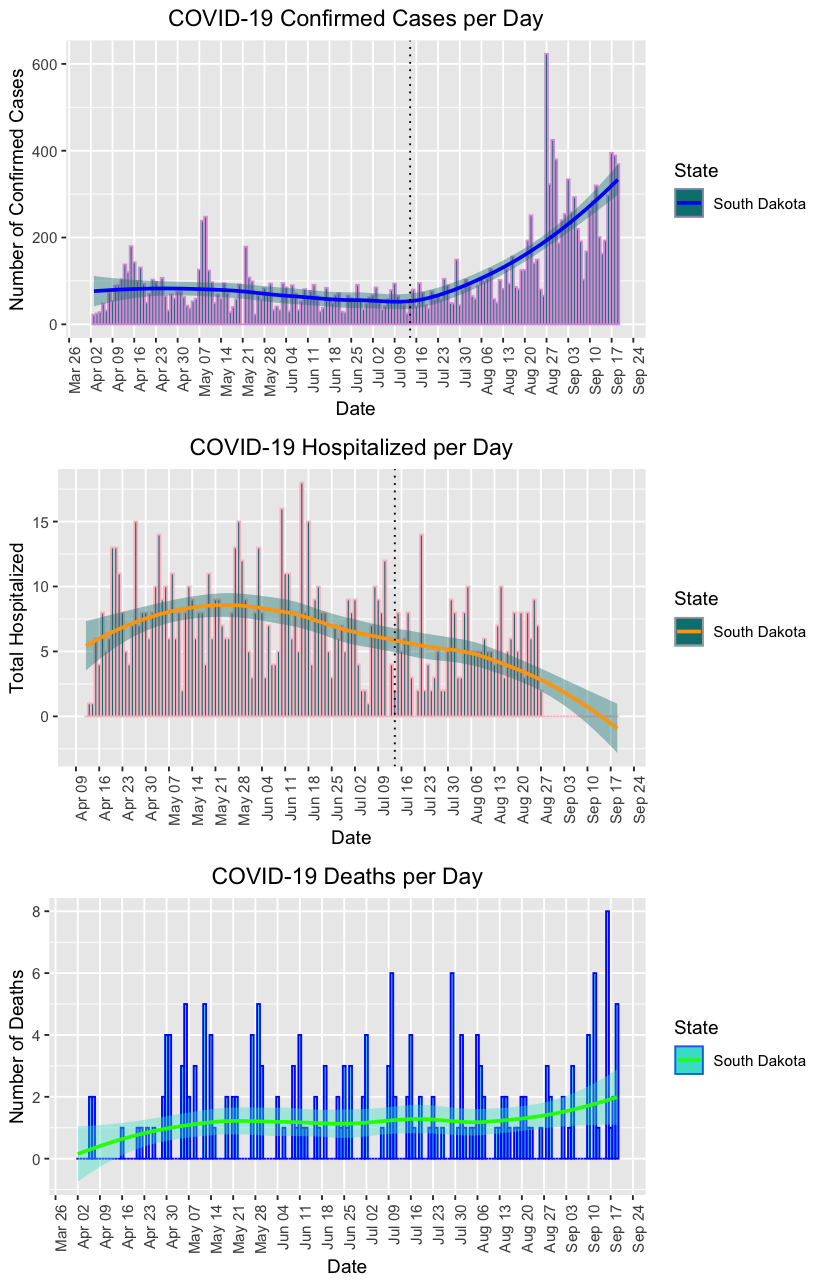 COVID-19 Confirmed Cases per Day
Number of Confirmed Cases
600
400
200
0
Mar 26
Apr 02
Apr 09
Apr 16
Apr 23
Apr 30
May 07
May 14
May 21
May 28
Jun 04
Jun 11
Jun 18
Jun 25
Jul 02
Jul 09
Jul 16
Jul 23
Jul 30
Aug 06
Aug 13
Aug 20
Aug 27
Sep 03
Sep 10
Sep 17
Sep 24
Date
State
South Dakota
COVID-19 Hospitalized per Day
Total Hospitalized
15
10
5
0
Apr 09
Apr 16
Apr 23
Apr 30
May 07
May 14
May 21
May 28
Jun 04
Jun 11
Jun 18
Jun 25
Jul 02
Jul 09
Jul 16
Jul 23
Jul 30
Aug 06
Aug 13
Aug 20
Aug 27
Sep 03
Sep 10
Sep 17
Sep 24
Date
State
South Dakota
COVID-19 Deaths per Day
Number of Deaths
8
6
4
2
0
Mar 26
Apr 02
Apr 09
Apr 16
Apr 23
Apr 30
May 07
May 14
May 21
May 28
Jun 04
Jun 11
Jun 18
Jun 25
Jul 02
Jul 09
Jul 16
Jul 23
Jul 30
Aug 06
Aug 13
Aug 20
Aug 27
Sep 03
Sep 10
Sep 17
Sep 24
Date
State
South Dakota